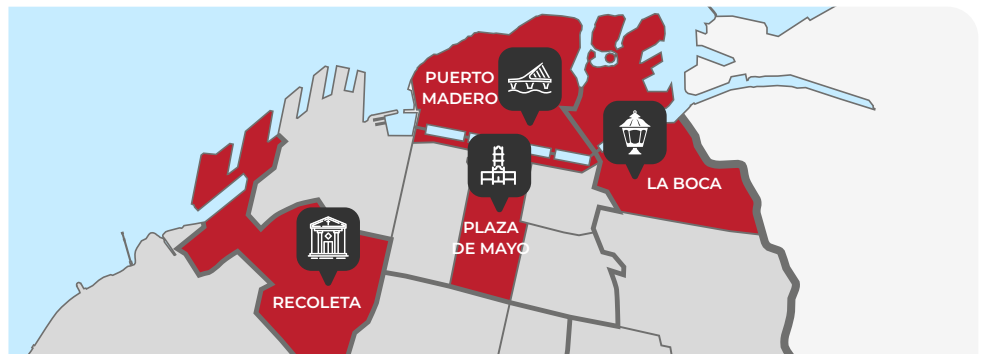 PUERTO
MADERO
LA BOCA
PLAZA
DE MAYO
RECOLETA